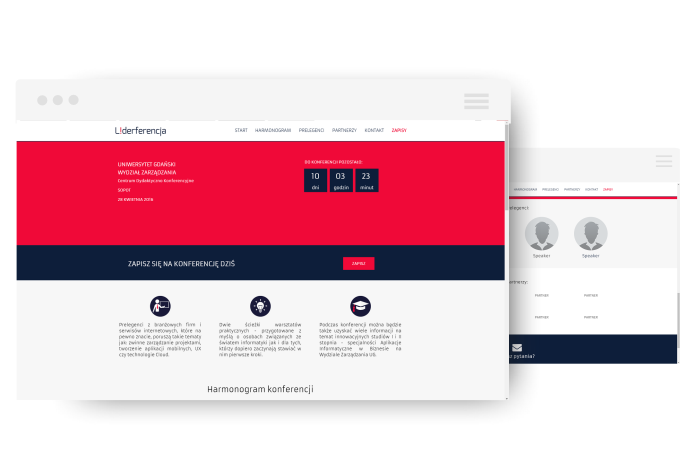 L!derferencja
START HARMONOGRAM PRELEGENCI PARTNERZY KONTAKT ZAPISY
UNIWERSYTET GDAŃSKI
WYDZIAŁ ZARZĄDZANIA
Centrum Dydaktyczno Konferencyjne
SOPOT
28 KWIETNIA 2016
DO KONFERENCJI POZOSTAŁO:
10 03 23
dni godzin minut
ZAPISZ SIĘ NA KONFERENCJĘ DZIŚ
ZAPISZ
Prelegenci z branżowych firm i
serwisów internetowych, które na
pewno znacie, poruszą takie tematy
jak: zwinne zarządzanie projektami,
tworzenie aplikacji mobilnych, UX
czy technologie Cloud.
Dwie ścieżki warsztatów
praktycznych - przygotowane z
myślą o osobach związanych ze
światem informatyki jak i dla tych,
którzy dopiero zaczynają stawiać w
nim pierwsze kroki.
Podczas konferencji można będzie
także uzyskać wiele informacji na
temat innowacyjnych studiów I i II
stopnia - specjalności Aplikacje
Informatyczne w Biznesie na
Wydziale Zarządzania UG.
Harmonogram konferencji
HARMONOGRAM PRELEGENCI PARTNERZY KONTAKT ZAPISY
elegenci:
Speaker Speaker
rtnerzy:
PARTNER PARTNER
PARTNER PARTNER
pytania?